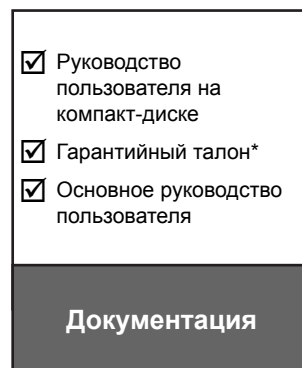 ☑ Руководство
пользователя на
компакт-диске
☑ Гарантийный талон*
☑ Основное руководство
пользователя
Документация